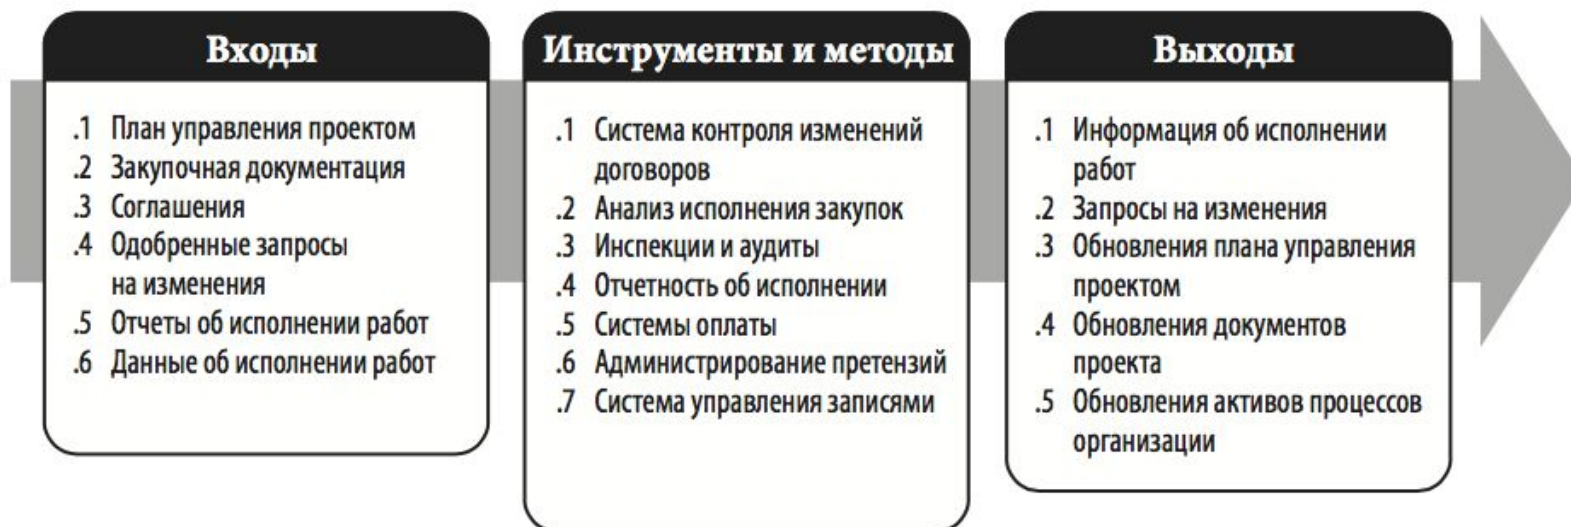 Входы
.1 План управления проектом
.2 Закупочная документация
.3 Соглашения
.4 Одобренные запросы
на изменения
.5 Отчеты об исполнении работ
.6 Данные об исполнении работ
Инструменты и методы
.1 Система контроля изменений
договоров
.2 Анализ исполнения закупок
.3 Инспекции и аудиты
.4 Отчетность об исполнении
.5 Системы оплаты
.6 Администрирование претензий
.7 Система управления записями
Выходы
.1 Информация об исполнении
работ
.2 Запросы на изменения
.3 Обновления плана управления
проектом
.4 Обновления документов
проекта
.5 Обновления активов процессов
организации